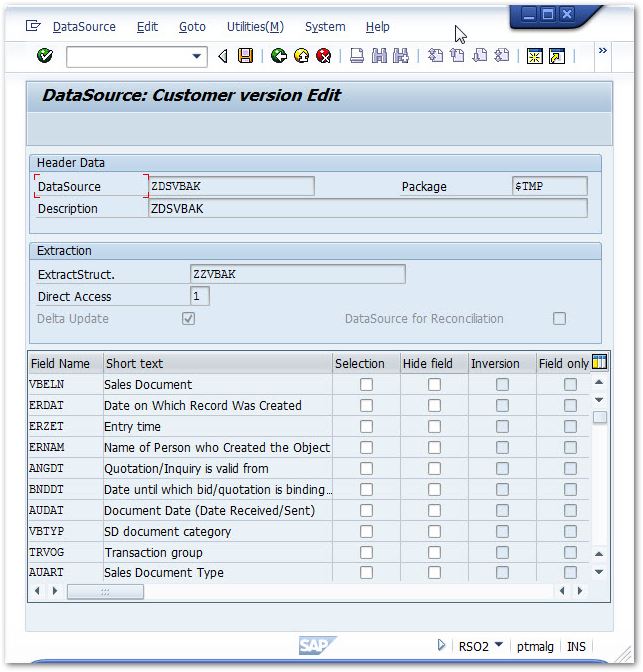 DataSource Edit Goto Utilities(M) System Help
»
DataSource: Customer version Edit
Header Data
DataSource ZDSVBAK Package $TMP
Description ZDSVBAK
Extraction
ExtractStruct. ZZVBAK
Direct Access 1
Delta Update DataSource for Reconciliation
Field Name Short text Selection Hide field Inversion Field only
VBELN Sales Document
ERDAT Date on Which Record Was Created
ERZET Entry time
ERNAM Name of Person who Created the Object
ANGDT Quotation/Inquiry is valid from
BNDDT Date until which bid/quotation is binding...
AUDAT Document Date (Date Received/Sent)
VBTYP SD document category
TRVOG Transaction group
AUART Sales Document Type
SAP RSO2 ptmalg INS